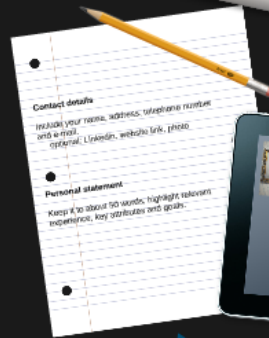 Contact details
Include your name, address, telephone number
and e-mail.
optional: LinkedIn, website link, photo
Personal statement
Keep it to about 50 words: highlight relevant
experience, key attributes and goals.